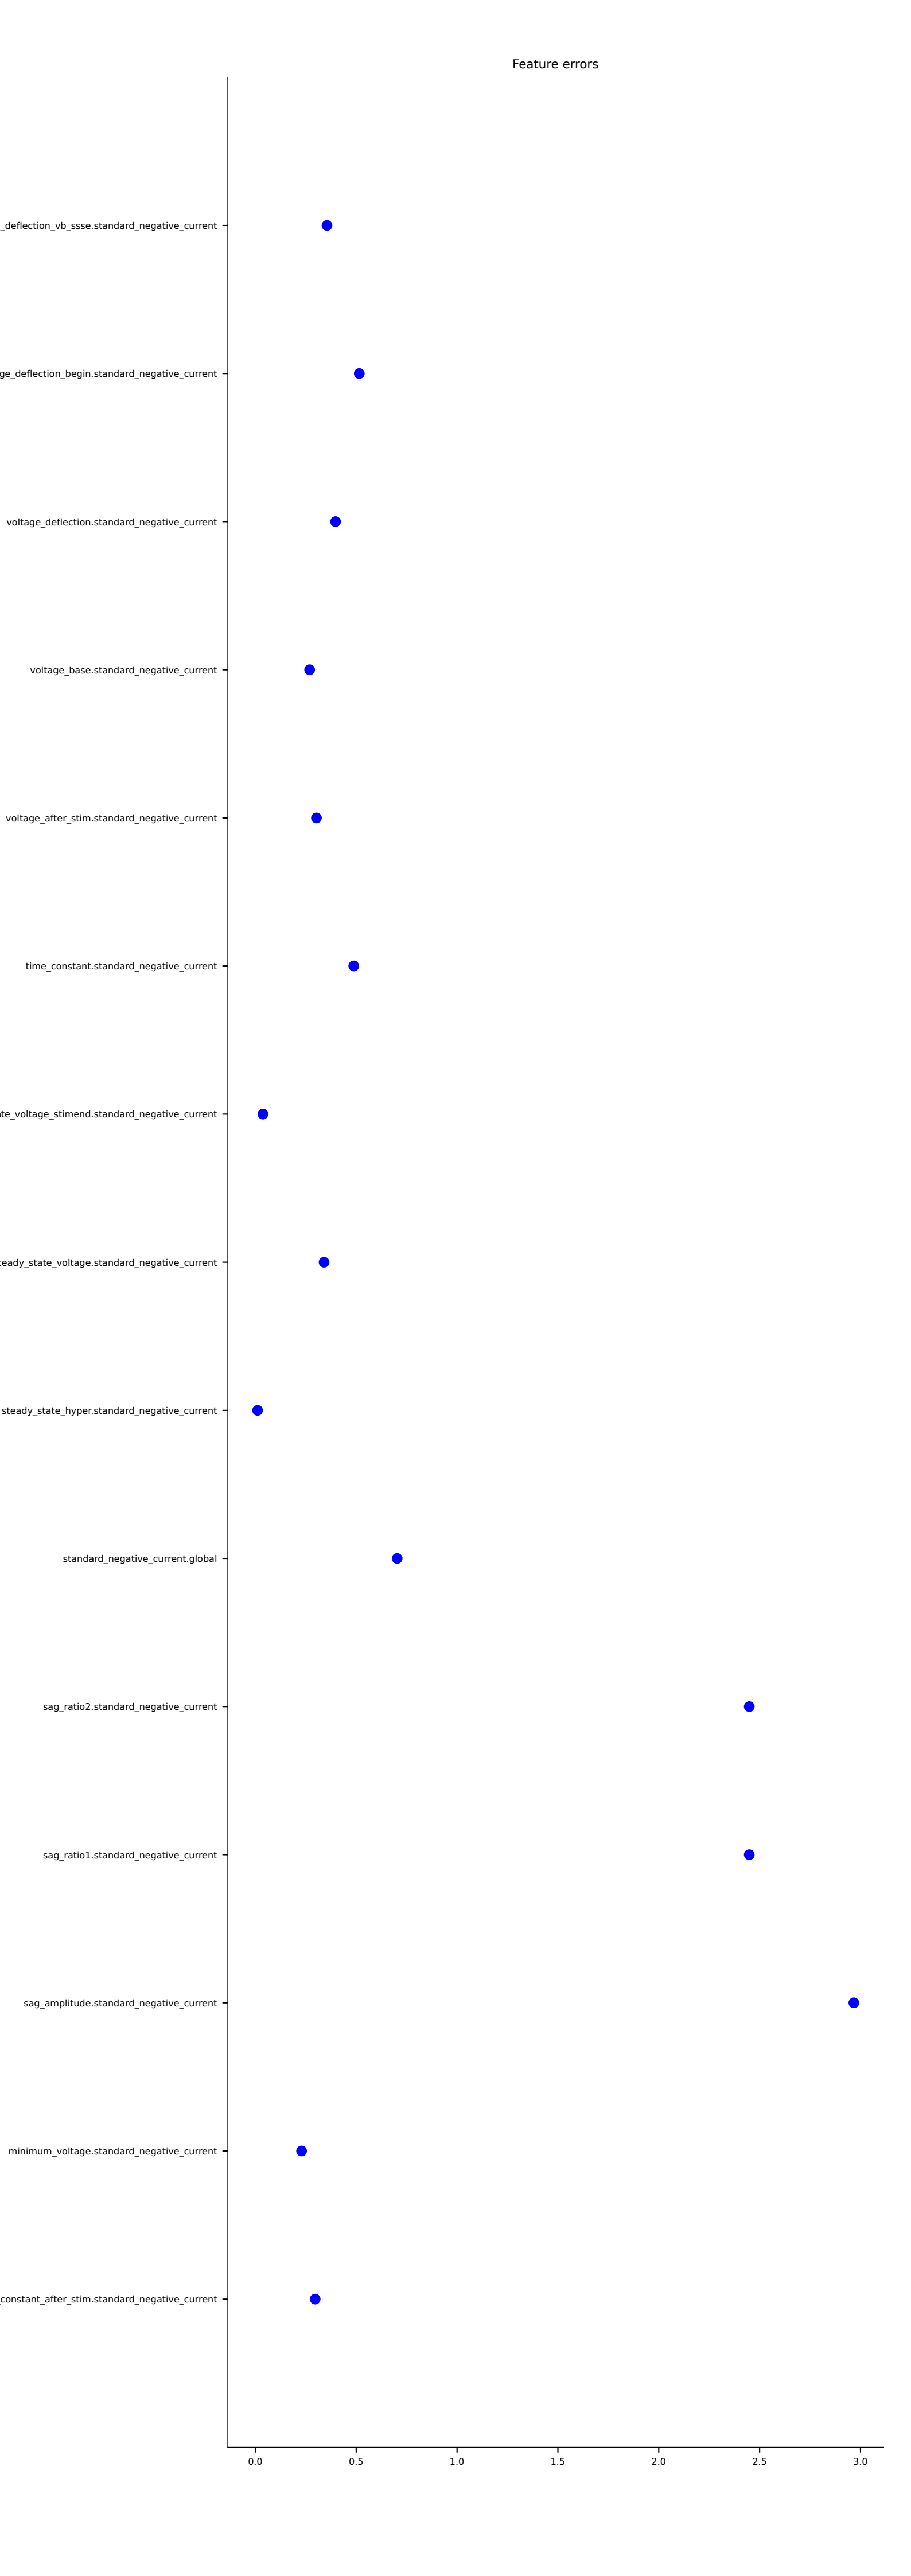 Feature errors
_deflection_vb_ssse.standard_negative_current
ge_deflection_begin.standard_negative_current
voltage_deflection.standard_negative_current
voltage_base.standard_negative_current
voltage_after_stim.standard_negative_current
time_constant.standard_negative_current
te_voltage_stimend.standard_negative_current
eady_state_voltage.standard_negative_current
steady_state_hyper.standard_negative_current
standard_negative_current.global
sag_ratio2.standard_negative_current
sag_ratio1.standard_negative_current
sag_amplitude.standard_negative_current
minimum_voltage.standard_negative_current
constant_after_stim.standard_negative_current
0.0 0.5 1.0 1.5 2.0 2.5 3.0